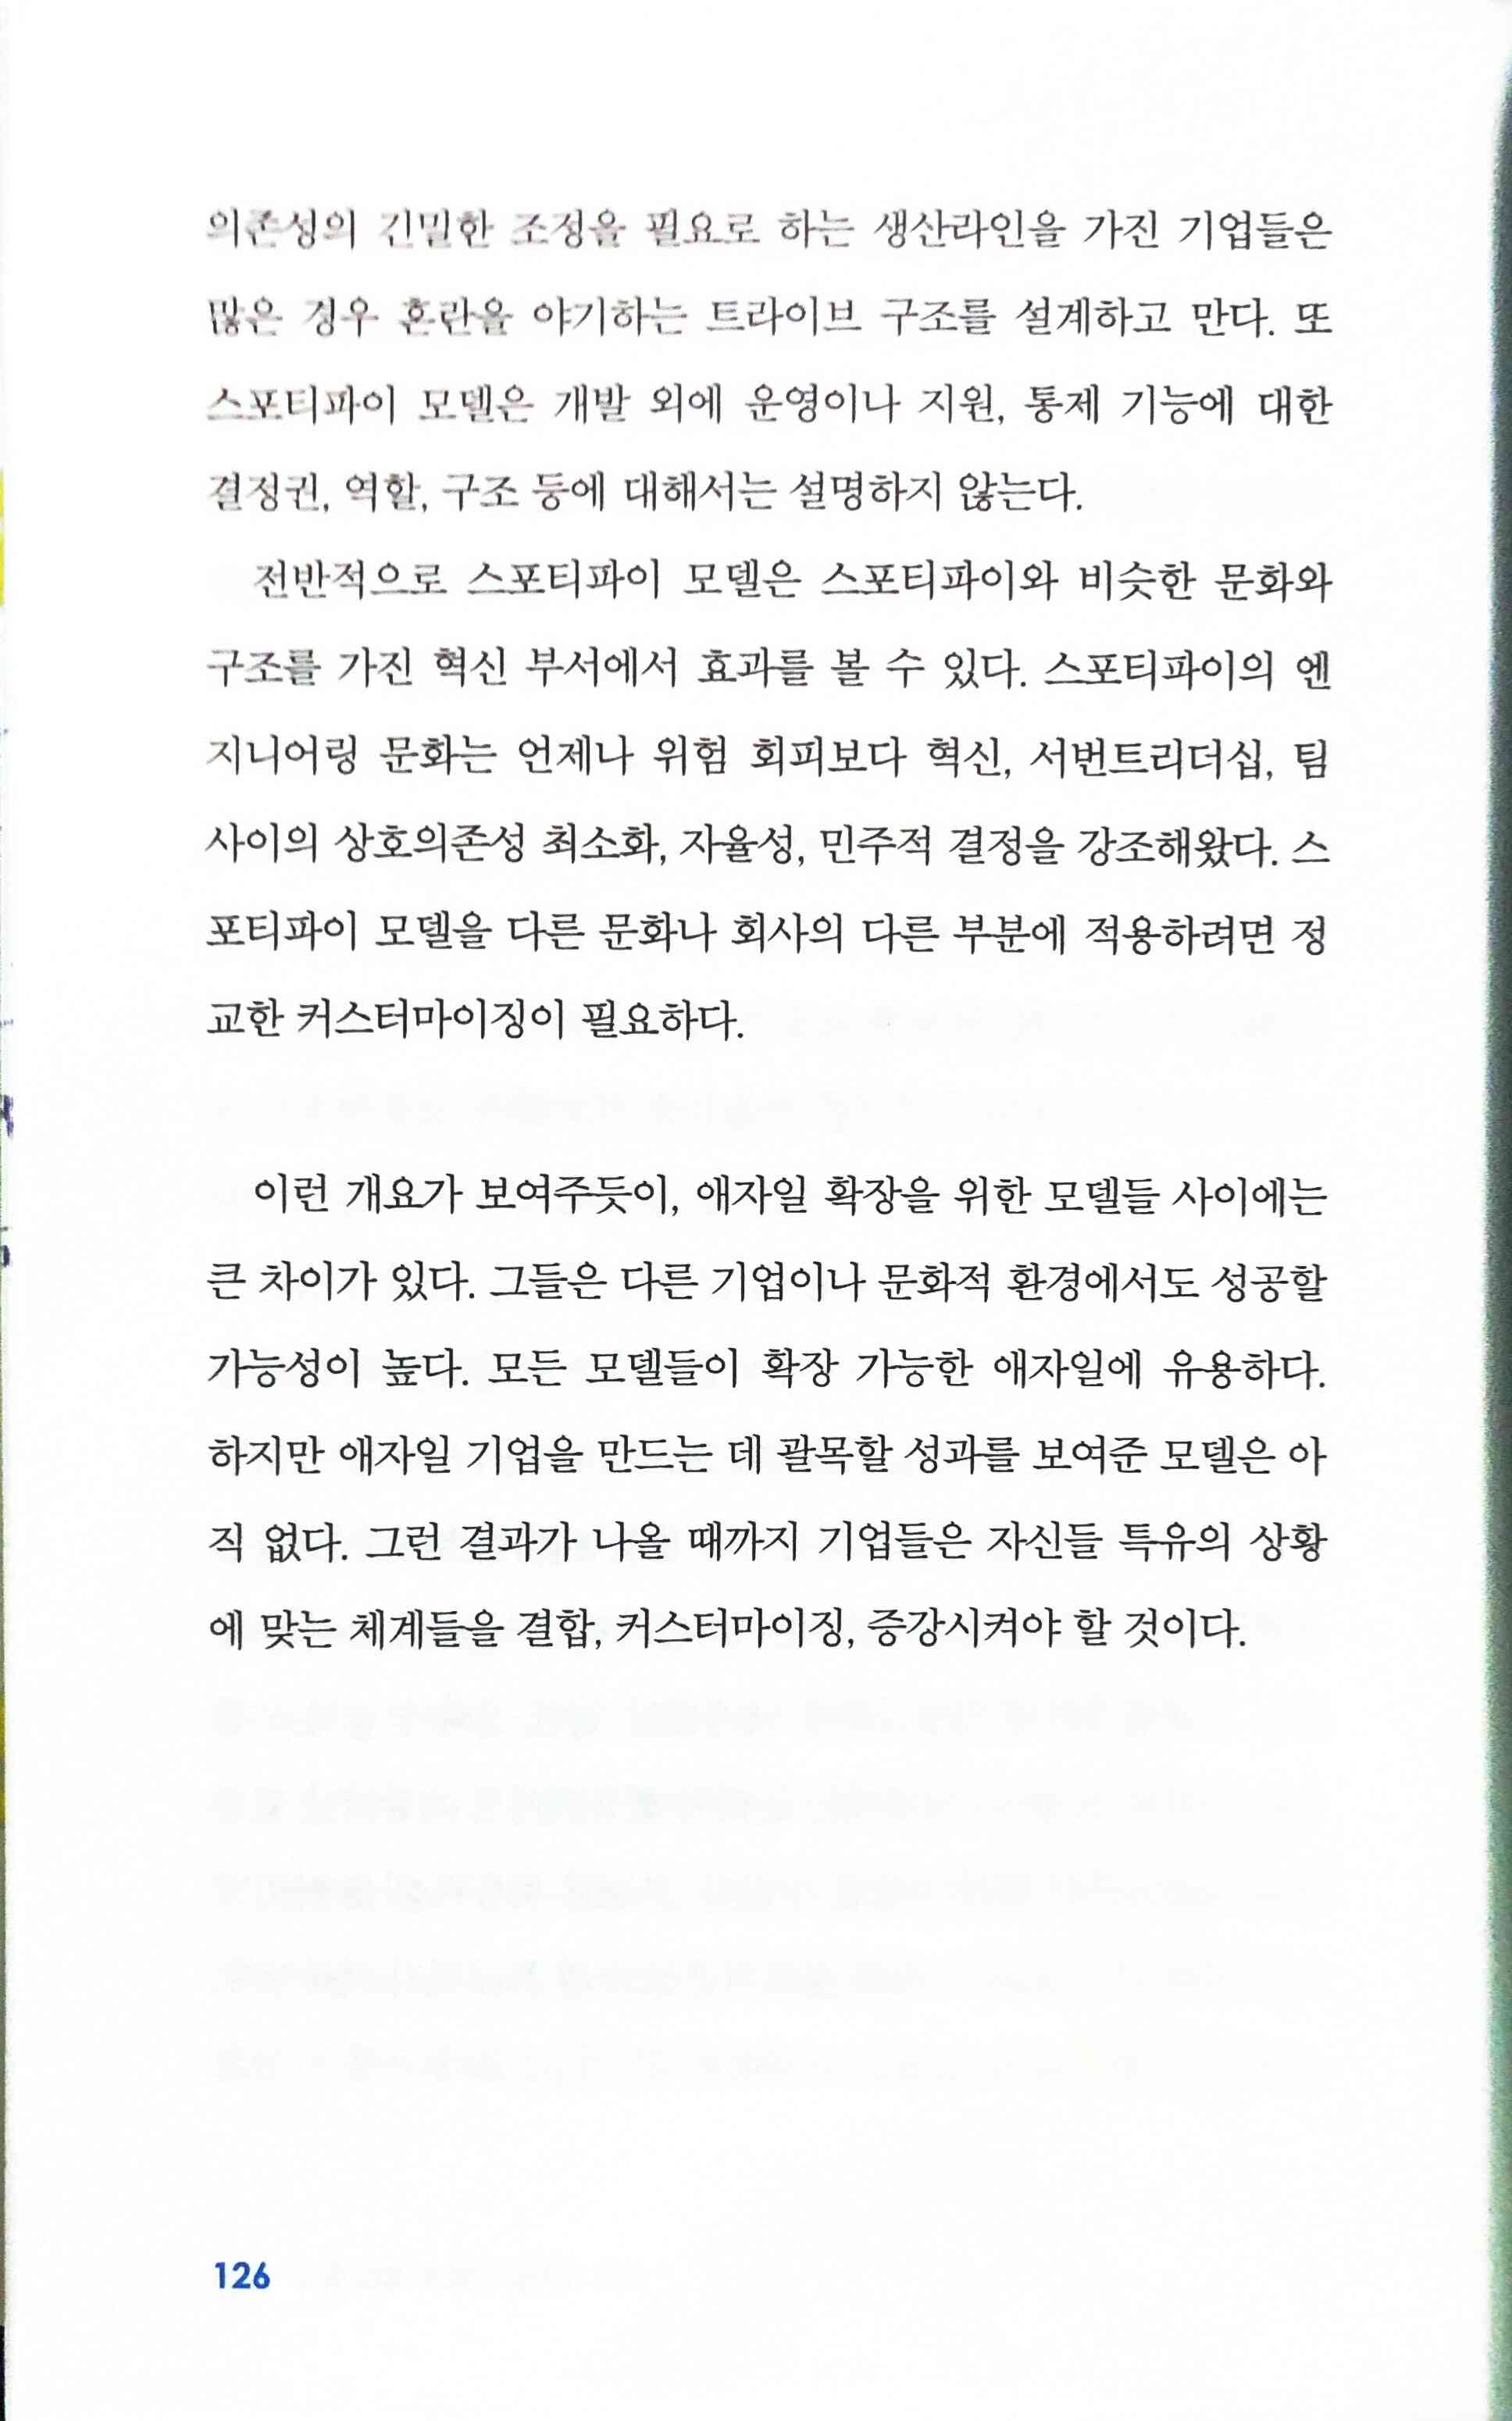 의존성의 긴밀한 조정을 필요로 하는 생산라인을 가진 기업들은
많은 경우 혼란을 야기하는 트라이브 구조를 설계하고 만다. 또
스포티파이 모델은 개발 외에 운영이나 지원, 통제 기능에 대한
결정권, 역할, 구조 등에 대해서는 설명하지 않는다.
전반적으로 스포티파이 모델은 스포티파이와 비슷한 문화와
구조를 가진 혁신 부서에서 효과를 볼 수 있다. 스포티파이의 엔
지니어링 문화는 언제나 위험 회피보다 혁신, 서번트리더십, 팀
사이의 상호의존성 최소화, 자율성, 민주적 결정을 강조해왔다. 스
포티파이 모델을 다른 문화나 회사의 다른 부분에 적용하려면 정
교한 커스터마이징이 필요하다.
이런 개요가 보여주듯이, 애자일 확장을 위한 모델들 사이에는
큰 차이가 있다. 그들은 다른 기업이나 문화적 환경에서도 성공할
가능성이 높다. 모든 모델들이 확장 가능한 애자일에 유용하다.
하지만 애자일 기업을 만드는 데 괄목할 성과를 보여준 모델은 아
직 없다. 그런 결과가 나올 때까지 기업들은 자신들 특유의 상황
에 맞는 체계들을 결합, 커스터마이징, 증강시켜야 할 것이다.
126